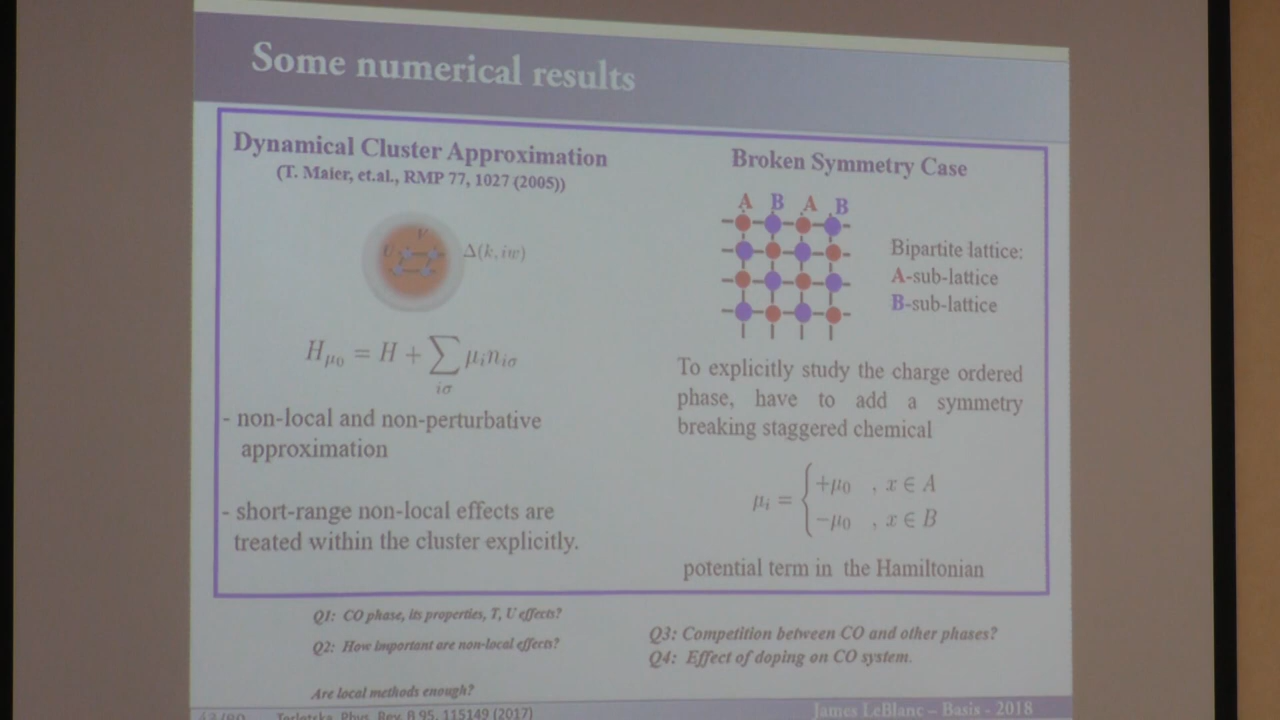 Some numerical results
Dynamical Cluster Approximation
(T. Maier, et.al., RMP 77, 1027 (2005))
U V
Δ(k, iw)
H_{μ₀} = H + ∑_{iσ} μ_i n_{iσ}
- non-local and non-perturbative
approximation
- short-range non-local effects are
treated within the cluster explicitly.
Broken Symmetry Case
A B A B
Bipartite lattice:
A-sub-lattice
B-sub-lattice
To explicitly study the charge ordered
phase, have to add a symmetry
breaking staggered chemical
μ_i = { +μ₀ , x ∈ A
−μ₀ , x ∈ B
potential term in the Hamiltonian
Q1: CO phase, its properties, T, U effects?
Q2: How important are non-local effects?
Are local methods enough?
Q3: Competition between CO and other phases?
Q4: Effect of doping on CO system.
Terletska, Phys. Rev. B 95, 115149 (2017)
James LeBlanc – Basis - 2018